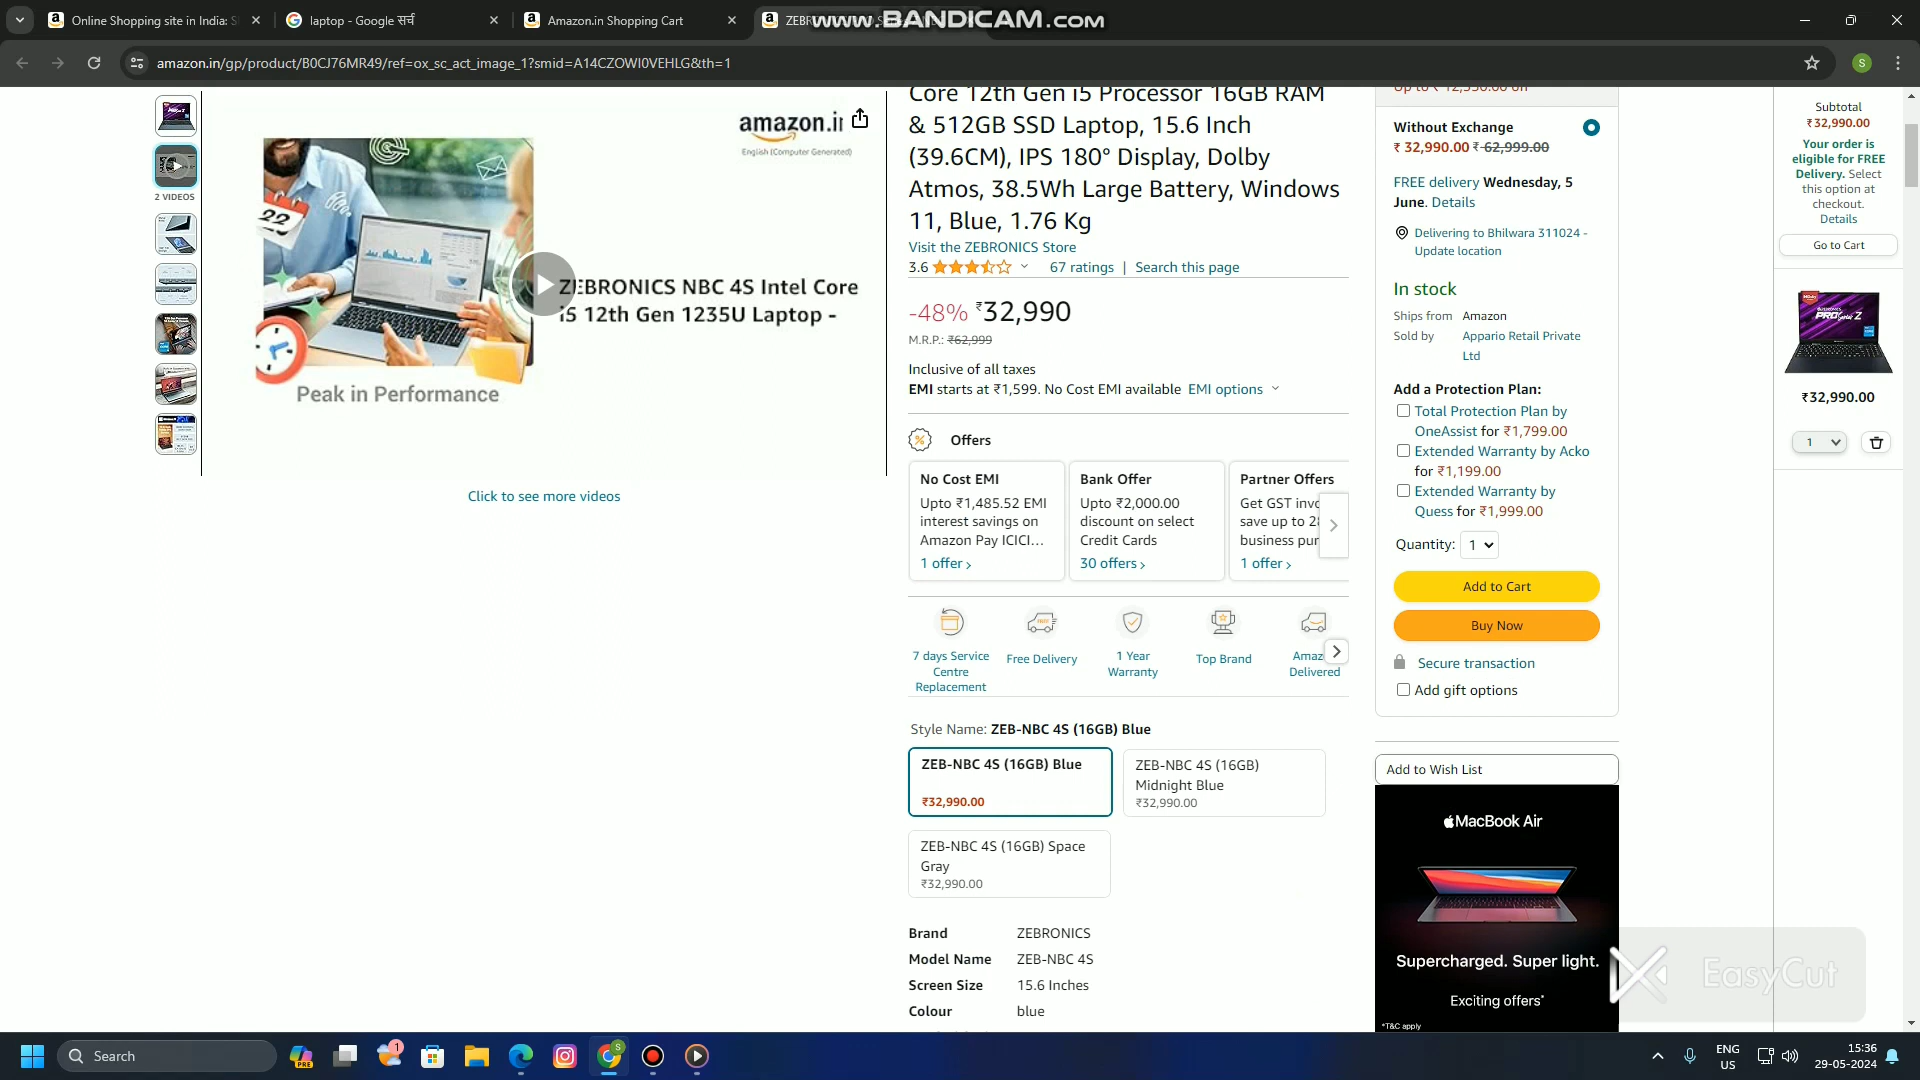 Online Shopping site in India: S
laptop - Google सर्च
Amazon.in Shopping Cart
ZEBR
WWW.BANDICAM.COM
amazon.in/gp/product/B0CJ76MR49/ref=ox_sc_act_image_1?smid=A14CZOWI0VEHLG&th=1
S
2 VIDEOS
amazon.in
English (Computer Generated)
22
ZEBRONICS NBC 4S Intel Core
i5 12th Gen 1235U Laptop -
Peak in Performance
Click to see more videos
Core 12th Gen i5 Processor 16GB RAM
& 512GB SSD Laptop, 15.6 Inch
(39.6CM), IPS 180° Display, Dolby
Atmos, 38.5Wh Large Battery, Windows
11, Blue, 1.76 Kg
Visit the ZEBRONICS Store
3.6
67 ratings | Search this page
-48% ₹32,990
M.R.P.: ₹62,999
Inclusive of all taxes
EMI starts at ₹1,599. No Cost EMI available EMI options
Offers
No Cost EMI
Upto ₹1,485.52 EMI
interest savings on
Amazon Pay ICICI...
1 offer ›
Bank Offer
Upto ₹2,000.00
discount on select
Credit Cards
30 offers ›
Partner Offers
Get GST invo
save up to 28
business pur
1 offer ›
7 days Service
Centre
Replacement
Free Delivery
1 Year
Warranty
Top Brand
Amaz
Delivered
Style Name: ZEB-NBC 4S (16GB) Blue
ZEB-NBC 4S (16GB) Blue
₹32,990.00
ZEB-NBC 4S (16GB)
Midnight Blue
₹32,990.00
ZEB-NBC 4S (16GB) Space
Gray
₹32,990.00
Brand ZEBRONICS
Model Name ZEB-NBC 4S
Screen Size 15.6 Inches
Colour blue
Up to ₹ 12,550.00 off
Without Exchange
₹ 32,990.00 ₹ 62,999.00
FREE delivery Wednesday, 5
June. Details
Delivering to Bhilwara 311024 -
Update location
In stock
Ships from Amazon
Sold by Appario Retail Private
Ltd
Add a Protection Plan:
Total Protection Plan by
OneAssist for ₹1,799.00
Extended Warranty by Acko
for ₹1,199.00
Extended Warranty by
Quess for ₹1,999.00
Quantity: 1
Add to Cart
Buy Now
Secure transaction
Add gift options
Add to Wish List
MacBook Air
Supercharged. Super light.
Exciting offers*
*T&C apply
Subtotal
₹32,990.00
Your order is
eligible for FREE
Delivery. Select
this option at
checkout.
Details
Go to Cart
PRO Series Z
₹32,990.00
1
EasyCut
Search
PRE
1
S
ENG
US
15:36
29-05-2024